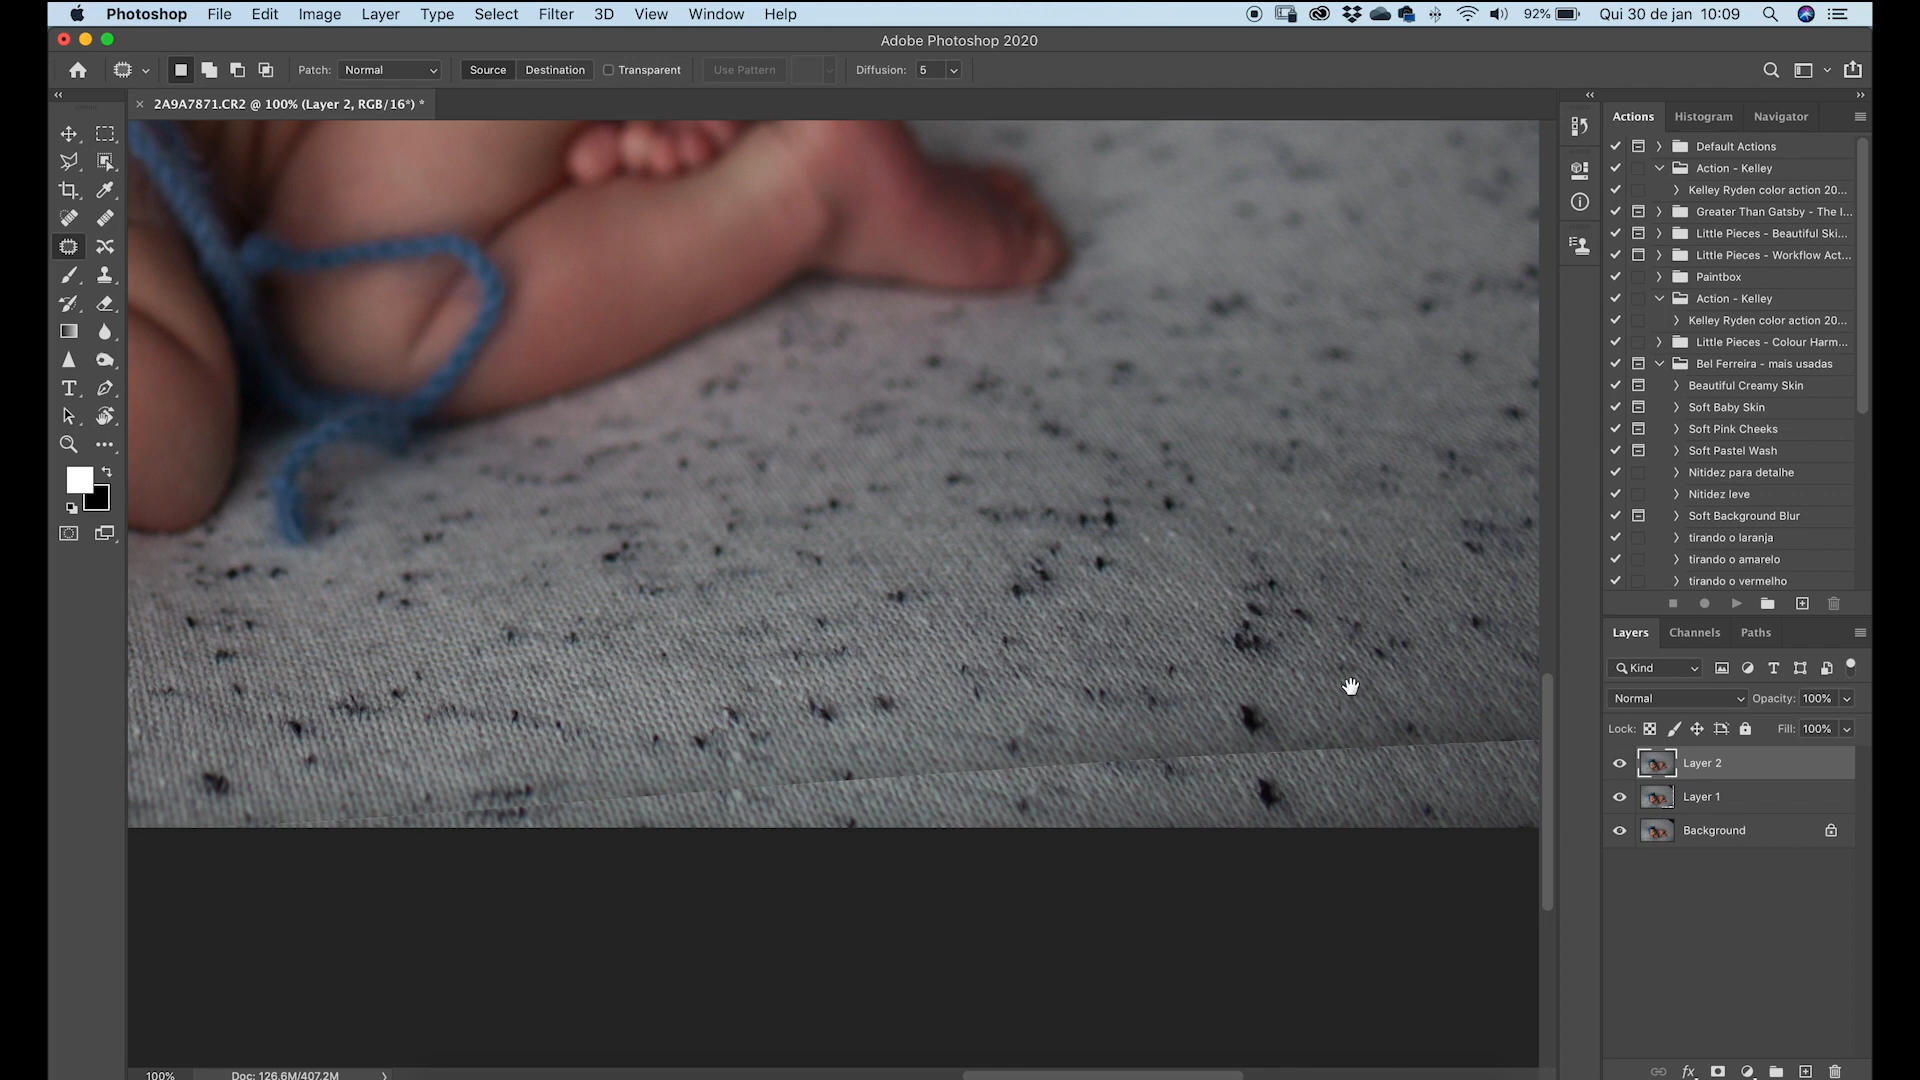 Photoshop File Edit Image Layer Type Select Filter 3D View Window Help 92% Qui 30 de jan 10:09
Adobe Photoshop 2020
Patch: Normal Source Destination Transparent Use Pattern Diffusion: 5
2A9A7871.CR2 @ 100% (Layer 2, RGB/16*) *
Actions Histogram Navigator
Default Actions
Action - Kelley
Kelley Ryden color action 20...
Greater Than Gatsby - The I...
Little Pieces - Beautiful Ski...
Little Pieces - Workflow Act...
Paintbox
Action - Kelley
Kelley Ryden color action 20...
Little Pieces - Colour Harm...
Bel Ferreira - mais usadas
Beautiful Creamy Skin
Soft Baby Skin
Soft Pink Cheeks
Soft Pastel Wash
Nitidez para detalhe
Nitidez leve
Soft Background Blur
tirando o laranja
tirando o amarelo
tirando o vermelho
Layers Channels Paths
Kind
Normal Opacity: 100%
Lock: Fill: 100%
Layer 2
Layer 1
Background
100% Doc: 126,6M/407,2M
fx